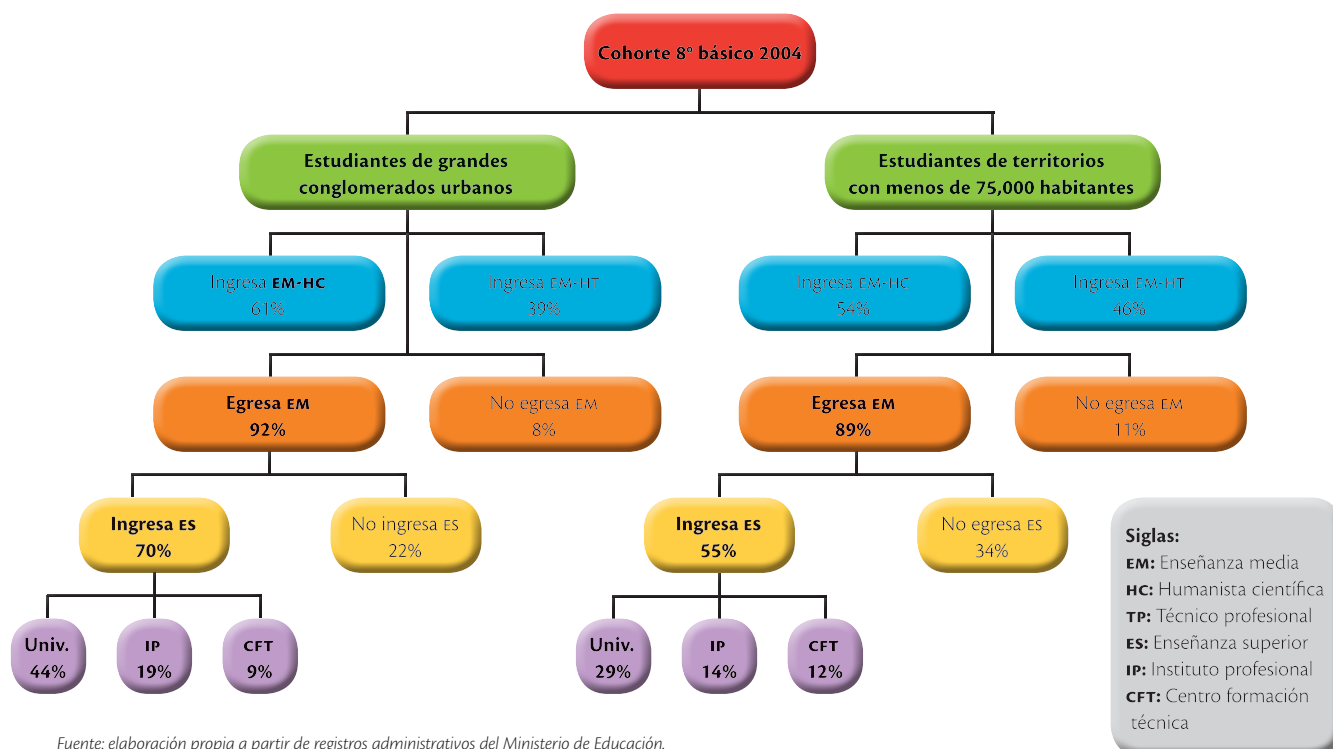 Cohorte 8º básico 2004
Estudiantes de grandes
conglomerados urbanos
Estudiantes de territorios
con menos de 75,000 habitantes
Ingresa EM-HC
61%
Ingresa EM-HT
39%
Ingresa EM-HC
54%
Ingresa EM-HT
46%
Egresa EM
92%
No egresa EM
8%
Egresa EM
89%
No egresa EM
11%
Ingresa ES
70%
No ingresa ES
22%
Ingresa ES
55%
No egresa ES
34%
Univ.
44%
IP
19%
CFT
9%
Univ.
29%
IP
14%
CFT
12%
Siglas:
EM: Enseñanza media
HC: Humanista científica
TP: Técnico profesional
ES: Enseñanza superior
IP: Instituto profesional
CFT: Centro formación
técnica
Fuente: elaboración propia a partir de registros administrativos del Ministerio de Educación.